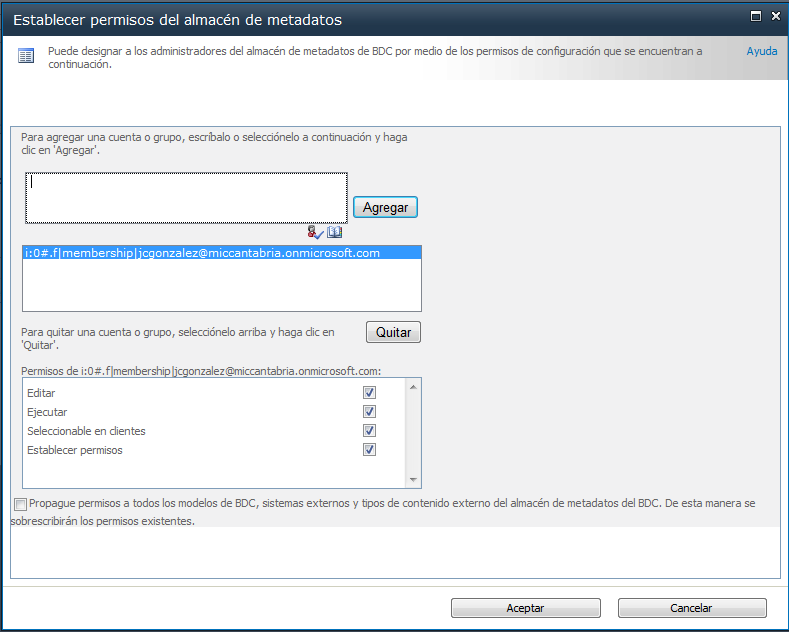 Establecer permisos del almacén de metadatos
Puede designar a los administradores del almacén de metadatos de BDC por medio de los permisos de configuración que se encuentran a
continuación.
Ayuda
Para agregar una cuenta o grupo, escríbalo o selecciónelo a continuación y haga
clic en 'Agregar'.
Agregar
i:0#.f|membership|jcgonzalez@miccantabria.onmicrosoft.com
Para quitar una cuenta o grupo, selecciónelo arriba y haga clic en
'Quitar'.
Quitar
Permisos de i:0#.f|membership|jcgonzalez@miccantabria.onmicrosoft.com:
Editar
Ejecutar
Seleccionable en clientes
Establecer permisos
Propague permisos a todos los modelos de BDC, sistemas externos y tipos de contenido externo del almacén de metadatos del BDC. De esta manera se
sobrescribirán los permisos existentes.
Aceptar
Cancelar